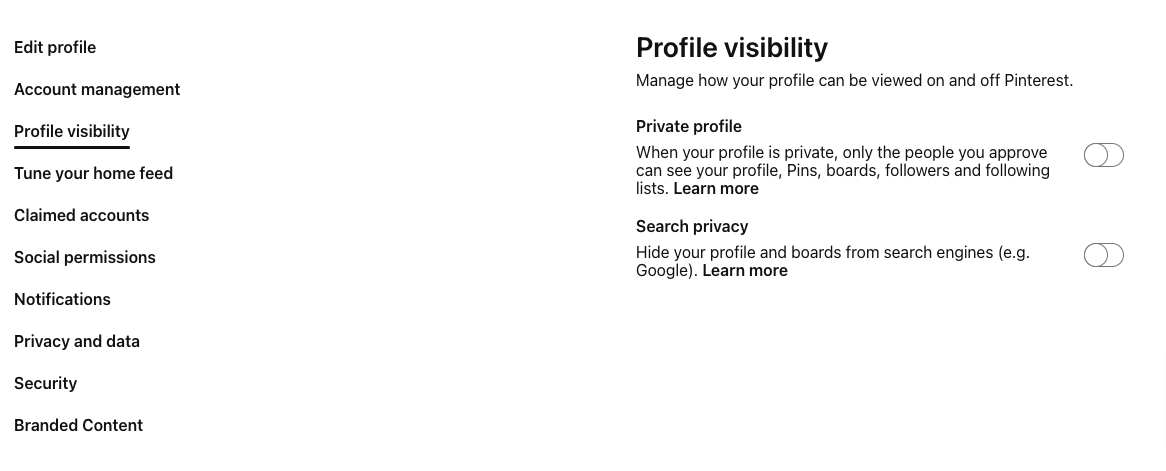 Edit profile
Account management
Profile visibility
Tune your home feed
Claimed accounts
Social permissions
Notifications
Privacy and data
Security
Branded Content
Profile visibility
Manage how your profile can be viewed on and off Pinterest.
Private profile
When your profile is private, only the people you approve
can see your profile, Pins, boards, followers and following
lists. Learn more
Search privacy
Hide your profile and boards from search engines (e.g.
Google). Learn more